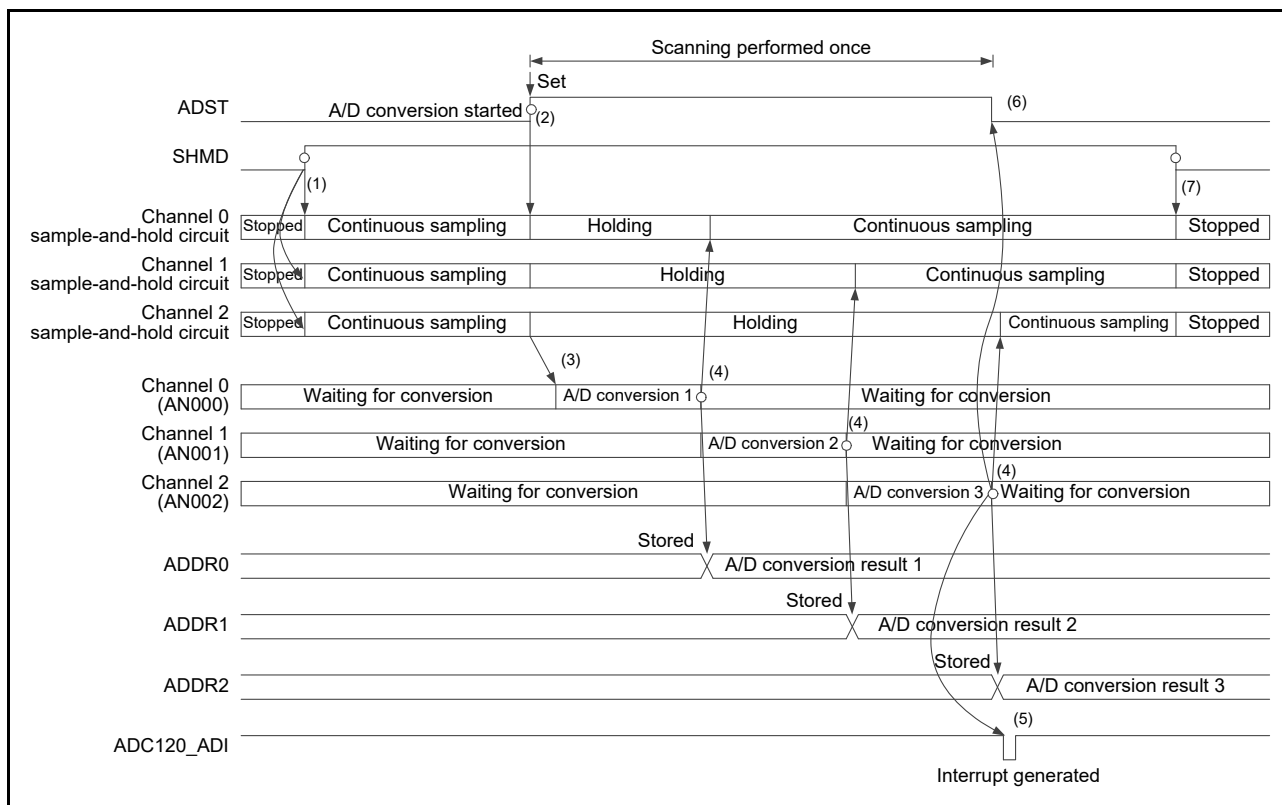 Scanning performed once
Set
ADST
A/D conversion started
(2)
(6)
SHMD
(1)
(7)
Channel 0
sample-and-hold circuit
Stopped
Continuous sampling
Holding
Continuous sampling
Stopped
Channel 1
sample-and-hold circuit
Stopped
Continuous sampling
Holding
Continuous sampling
Stopped
Channel 2
sample-and-hold circuit
Stopped
Continuous sampling
Holding
Continuous sampling
Stopped
(3)
(4)
Channel 0
(AN000)
Waiting for conversion
A/D conversion 1
Waiting for conversion
(4)
Channel 1
(AN001)
Waiting for conversion
A/D conversion 2
Waiting for conversion
(4)
Channel 2
(AN002)
Waiting for conversion
A/D conversion 3
Waiting for conversion
Stored
ADDR0
A/D conversion result 1
Stored
ADDR1
A/D conversion result 2
Stored
ADDR2
A/D conversion result 3
(5)
ADC120_ADI
Interrupt generated